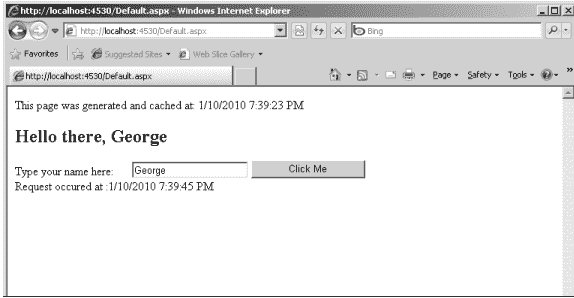 http://localhost:4530/Default.aspx - Windows Internet Explorer
http://localhost:4530/Default.aspx
Bing
Favorites Suggested Sites Web Slice Gallery
http://localhost:4530/Default.aspx
Page Safety Tools »
This page was generated and cached at: 1/10/2010 7:39:23 PM
Hello there, George
Type your name here: George Click Me
Request occured at :1/10/2010 7:39:45 PM